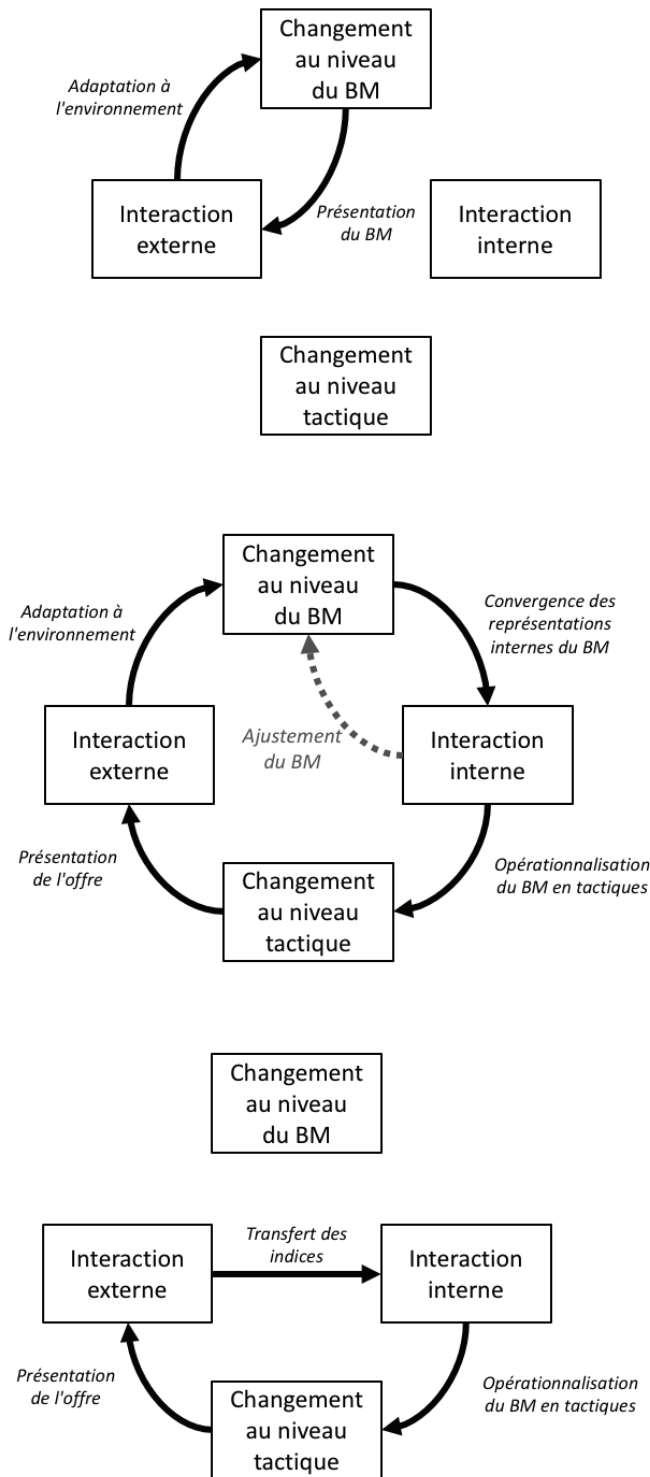 Changement
au niveau
du BM
Adaptation à
l'environnement
Interaction
externe
Présentation
du BM
Interaction
interne
Changement
au niveau
tactique
Changement
au niveau
du BM
Adaptation à
l'environnement
Convergence des
représentations
internes du BM
Interaction
externe
Ajustement
du BM
Interaction
interne
Présentation
de l'offre
Changement
au niveau
tactique
Opérationnalisation
du BM en tactiques
Changement
au niveau
du BM
Interaction
externe
Transfert des
indices
Interaction
interne
Présentation
de l'offre
Changement
au niveau
tactique
Opérationnalisation
du BM en tactiques